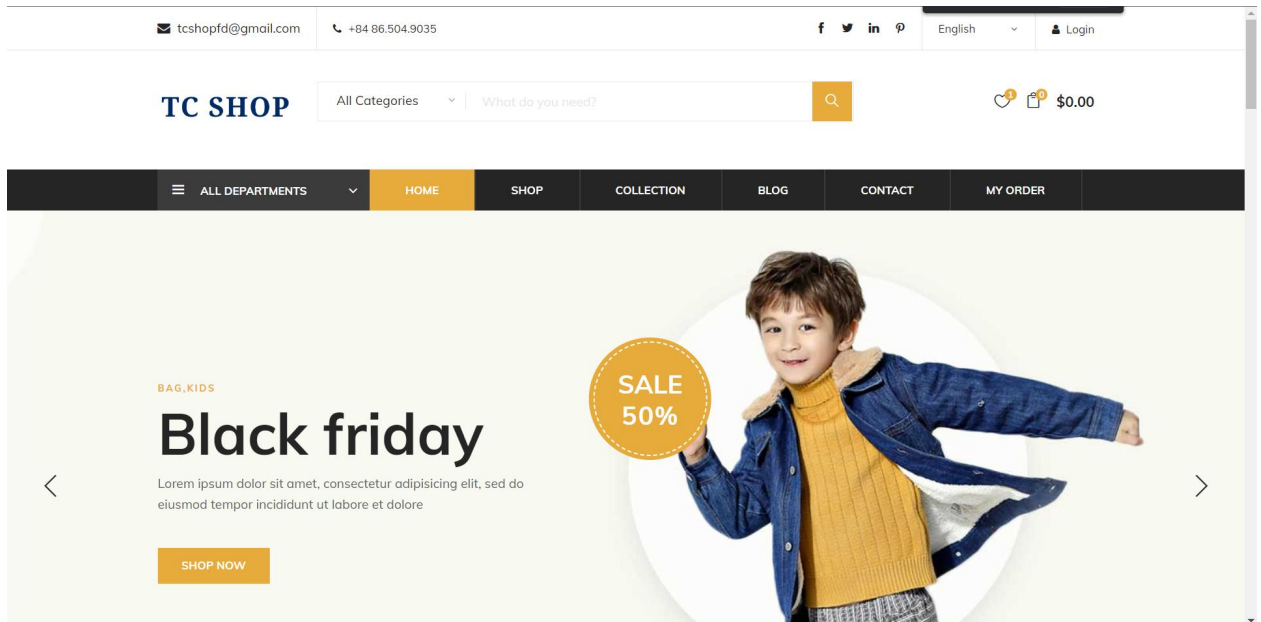 tcshopfd@gmail.com
+84 86.504.9035
English
Login
TC SHOP
All Categories
What do you need?
1
0
$0.00
ALL DEPARTMENTS
HOME
SHOP
COLLECTION
BLOG
CONTACT
MY ORDER
BAG,KIDS
Black friday
Lorem ipsum dolor sit amet, consectetur adipisicing elit, sed do
eiusmod tempor incididunt ut labore et dolore
SHOP NOW
SALE
50%